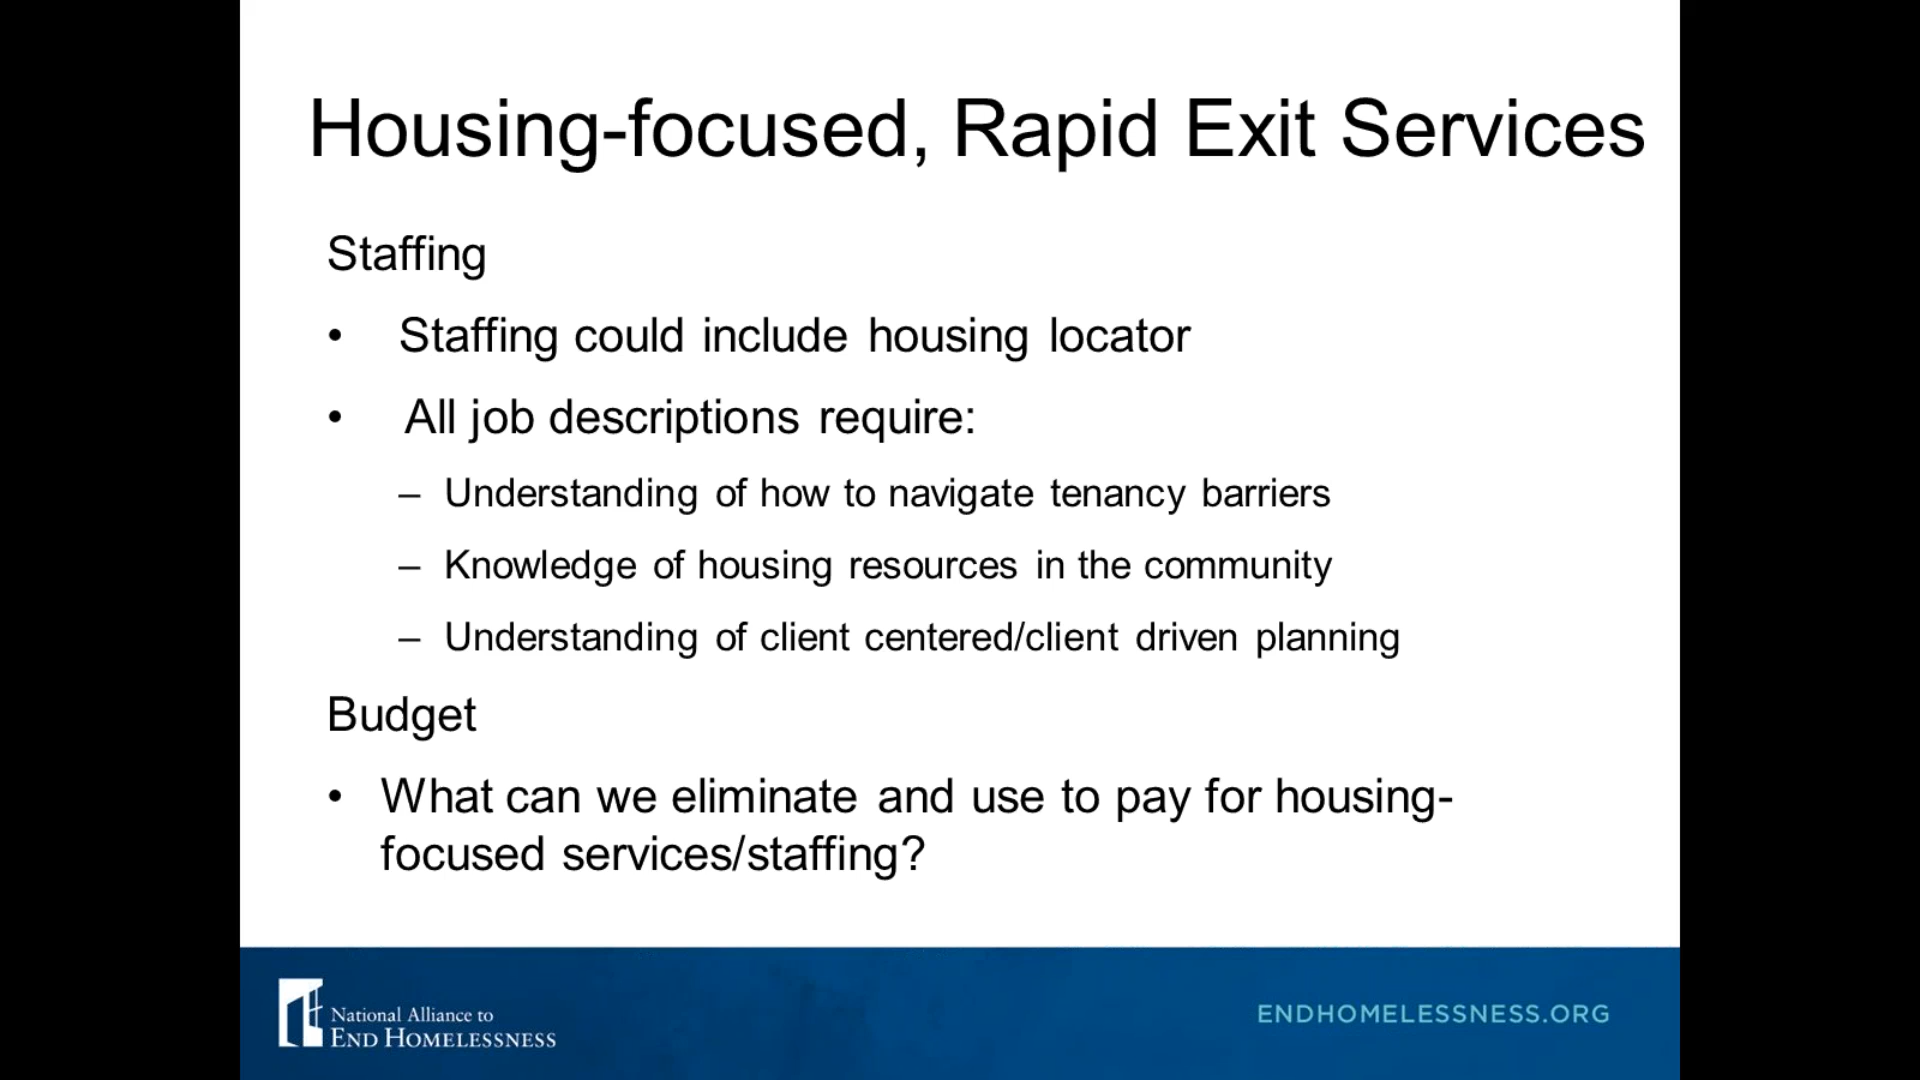 Housing-focused, Rapid Exit Services
Staffing
• Staffing could include housing locator
• All job descriptions require:
– Understanding of how to navigate tenancy barriers
– Knowledge of housing resources in the community
– Understanding of client centered/client driven planning
Budget
• What can we eliminate and use to pay for housing-
focused services/staffing?
National Alliance to
END HOMELESSNESS
ENDHOMELESSNESS.ORG